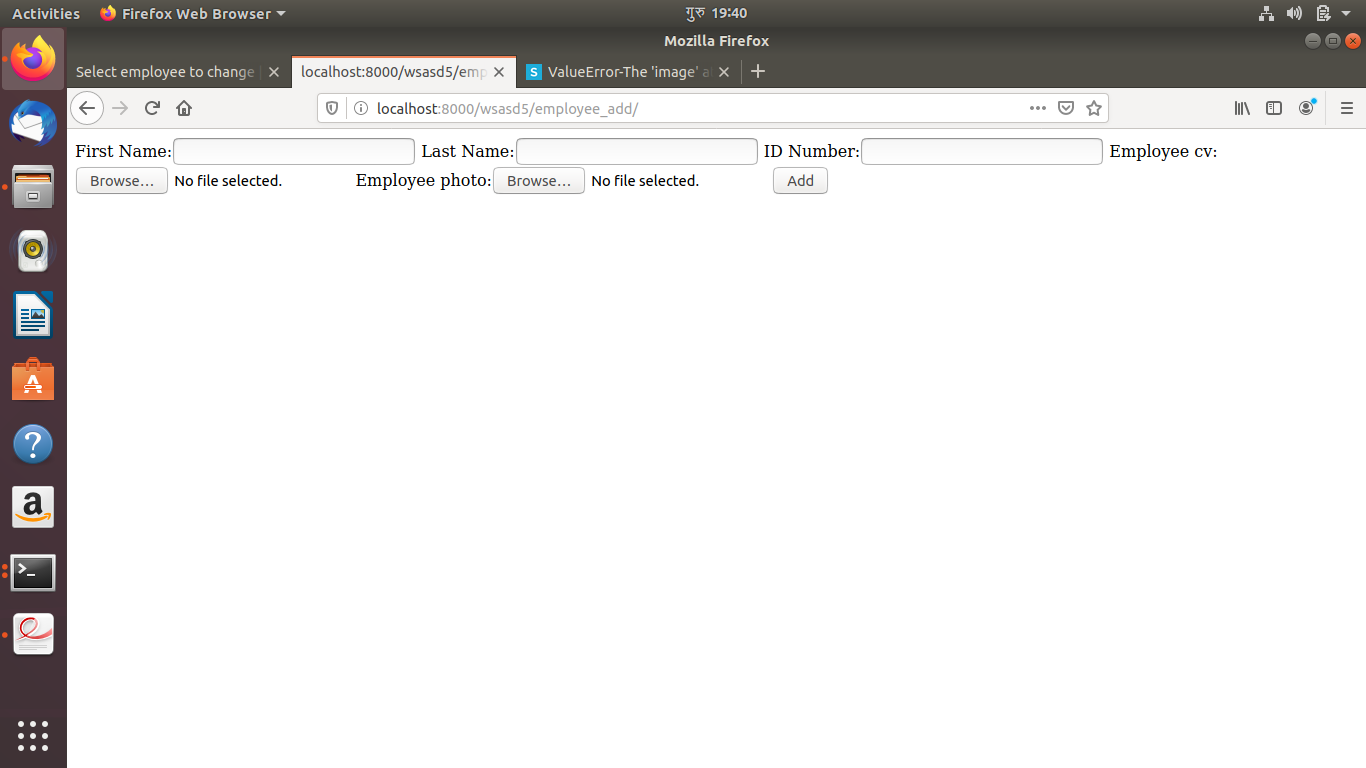 Activities Firefox Web Browser गुरु 19:40
Mozilla Firefox
Select employee to change localhost:8000/wsasd5/emp S ValueError-The 'image' a
localhost:8000/wsasd5/employee_add/
First Name: Last Name: ID Number: Employee cv:
Browse... No file selected. Employee photo: Browse... No file selected. Add